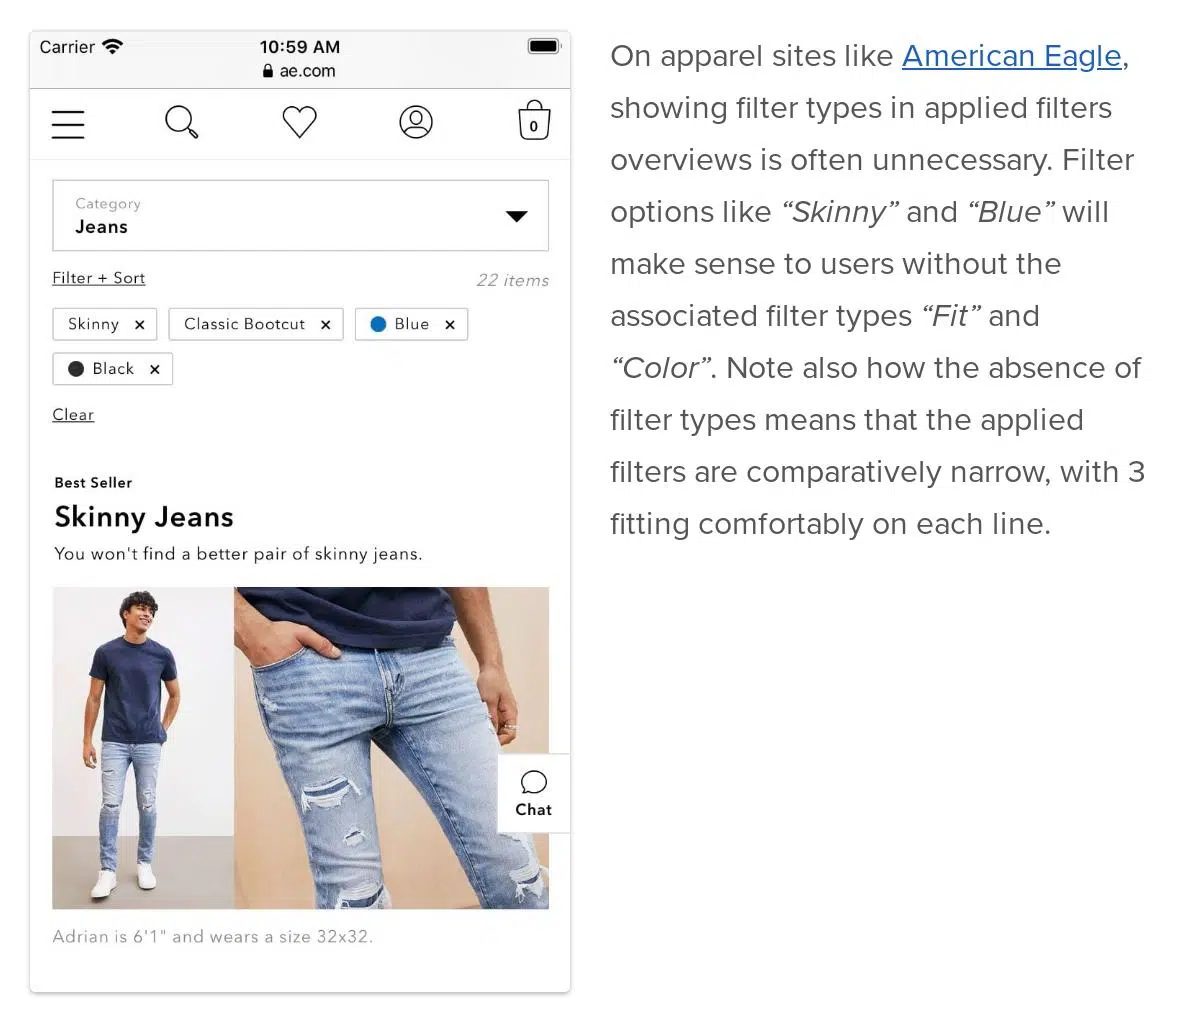 Carrier
10:59 AM
ae.com
0
Category
Jeans
Filter + Sort
22 items
Skinny ×
Classic Bootcut ×
Blue ×
Black ×
Clear
Best Seller
Skinny Jeans
You won't find a better pair of skinny jeans.
Chat
Adrian is 6'1" and wears a size 32x32.
On apparel sites like American Eagle,
showing filter types in applied filters
overviews is often unnecessary. Filter
options like “Skinny” and “Blue” will
make sense to users without the
associated filter types “Fit” and
“Color”. Note also how the absence of
filter types means that the applied
filters are comparatively narrow, with 3
fitting comfortably on each line.